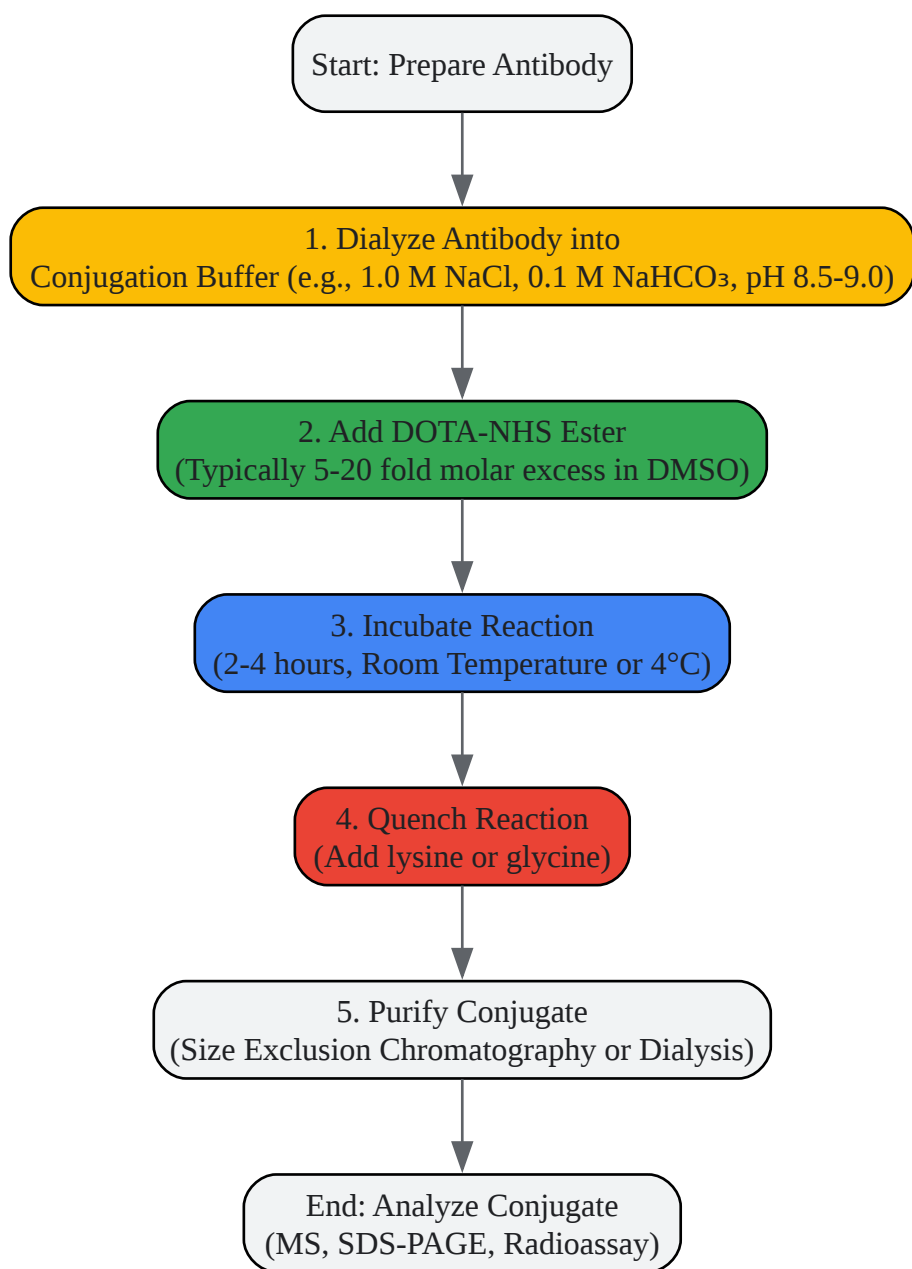 Start: Prepare Antibody
1. Dialyze Antibody into
Conjugation Buffer (e.g., 1.0 M NaCl, 0.1 M NaHCO₃, pH 8.5-9.0)
2. Add DOTA-NHS Ester
(Typically 5-20 fold molar excess in DMSO)
3. Incubate Reaction
(2-4 hours, Room Temperature or 4°C)
4. Quench Reaction
(Add lysine or glycine)
5. Purify Conjugate
(Size Exclusion Chromatography or Dialysis)
End: Analyze Conjugate
(MS, SDS-PAGE, Radioassay)